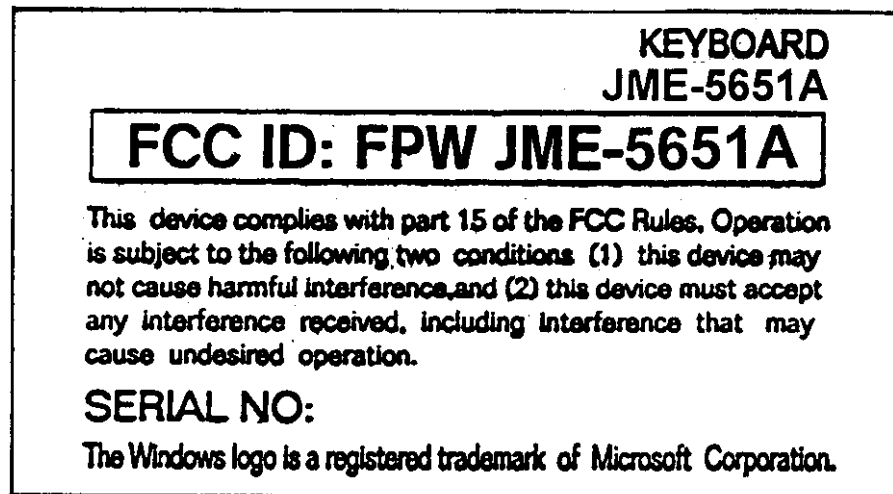 KEYBOARD
JME-5651A
FCC ID: FPW JME-5651A
This device complies with part 15 of the FCC Rules. Operation
is subject to the following two conditions (1) this device may
not cause harmful interference,and (2) this device must accept
any interference received, including interference that may
cause undesired operation.
SERIAL NO:
The Windows logo is a registered trademark of Microsoft Corporation.